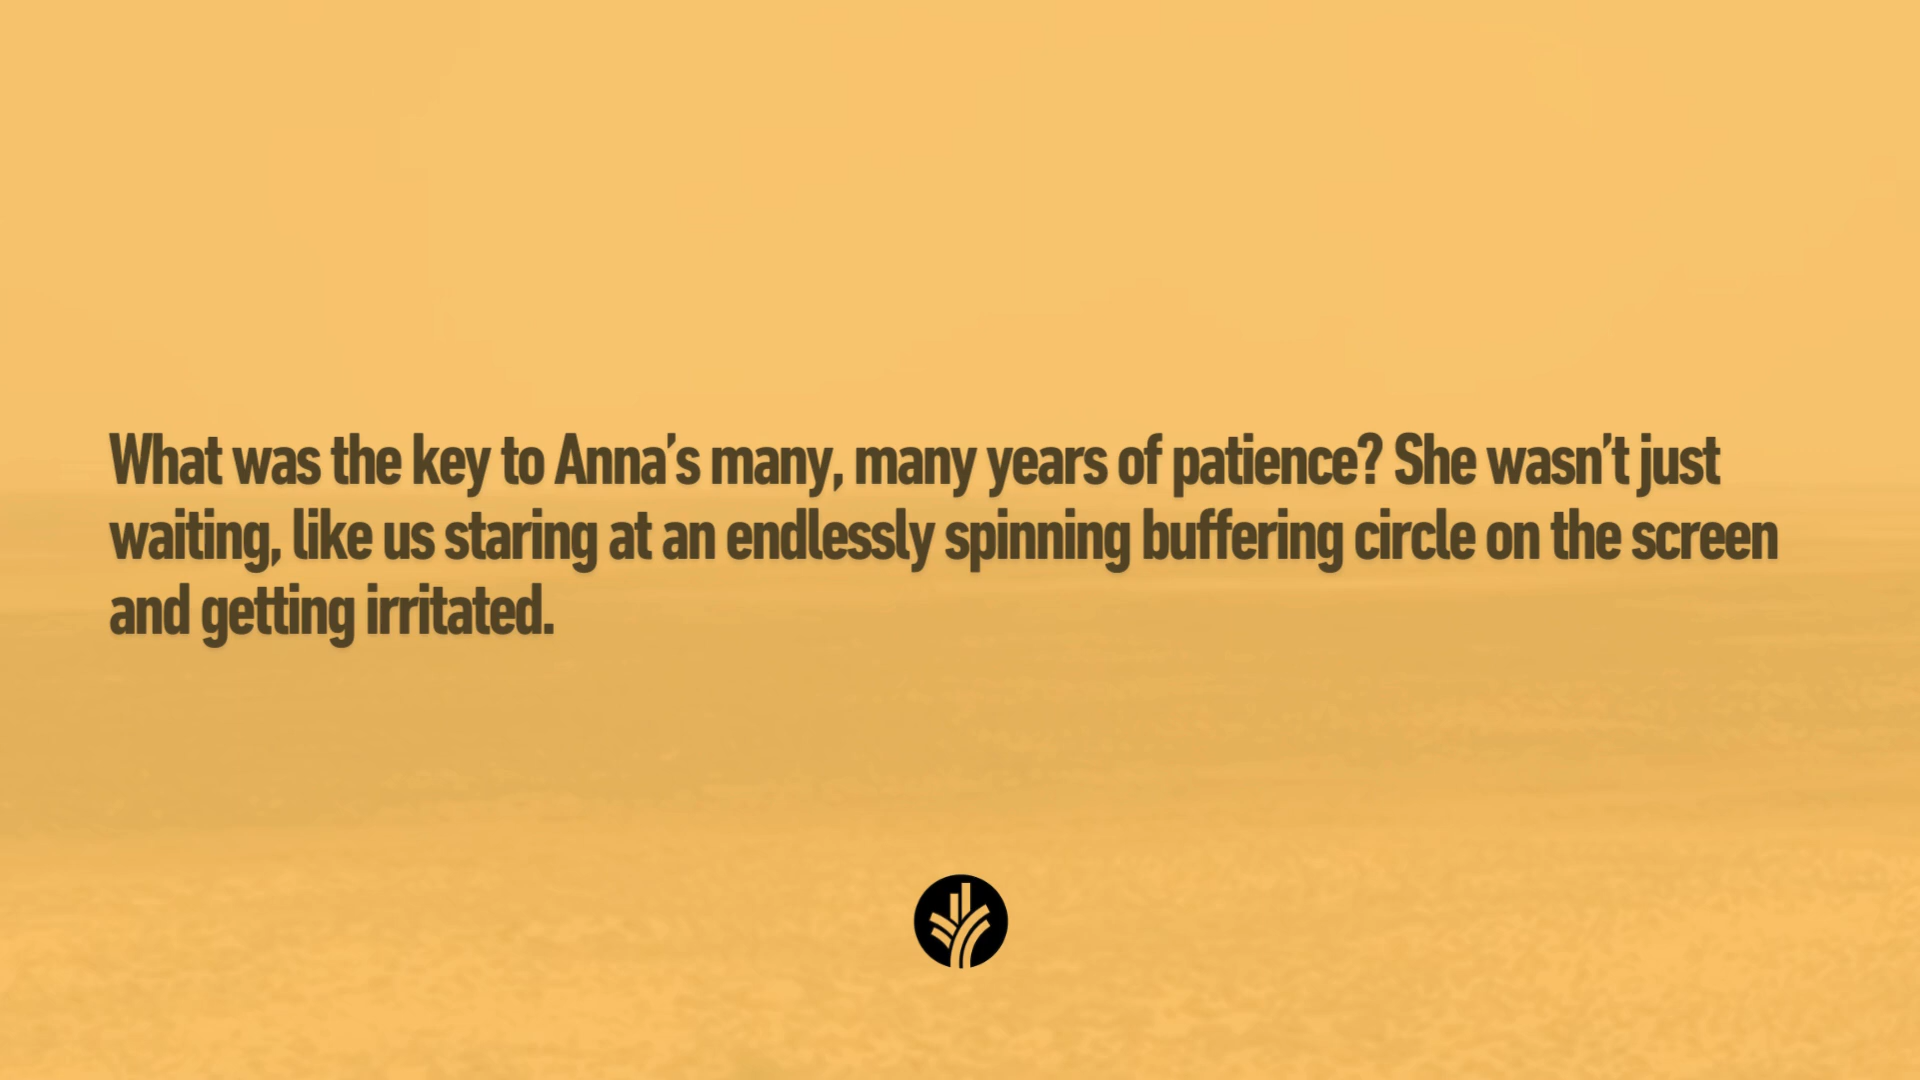 What was the key to Anna’s many, many years of patience? She wasn’t just
waiting, like us staring at an endlessly spinning buffering circle on the screen
and getting irritated.